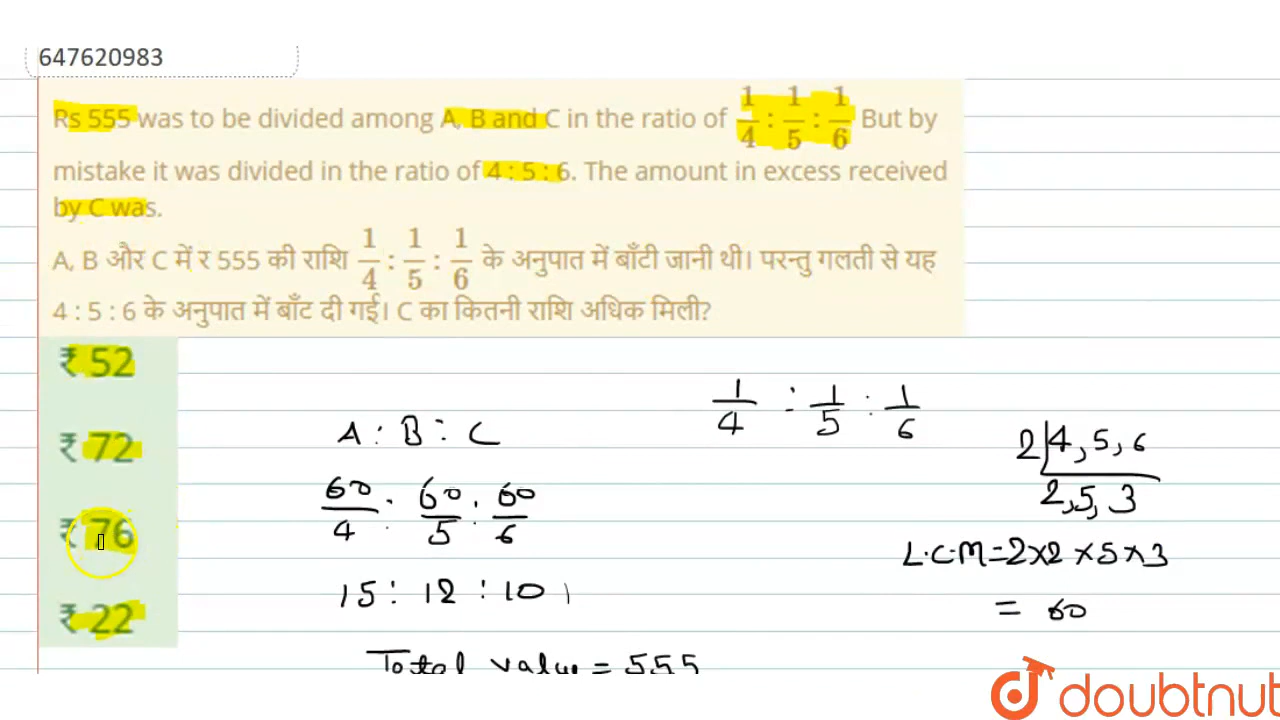 647620983
Rs 555 was to be divided among A, B and C in the ratio of 1/4 : 1/5 : 1/6 But by
mistake it was divided in the ratio of 4 : 5 : 6. The amount in excess received
by C was.
A, B और C में र 555 की राशि 1/4 : 1/5 : 1/6 के अनुपात में बाँटी जानी थी। परन्तु गलती से यह
4 : 5 : 6 के अनुपात में बाँट दी गई। C का कितनी राशि अधिक मिली?
₹ 52
₹ 72
₹ 76
₹ 22
1/4 : 1/5 : 1/6
A : B : C
60/4 : 60/5 : 60/6
15 : 12 : 10
Total value = 555
2 | 4, 5, 6
2, 5, 3
L.C.M = 2 × 2 × 5 × 3
= 60
doubtnut